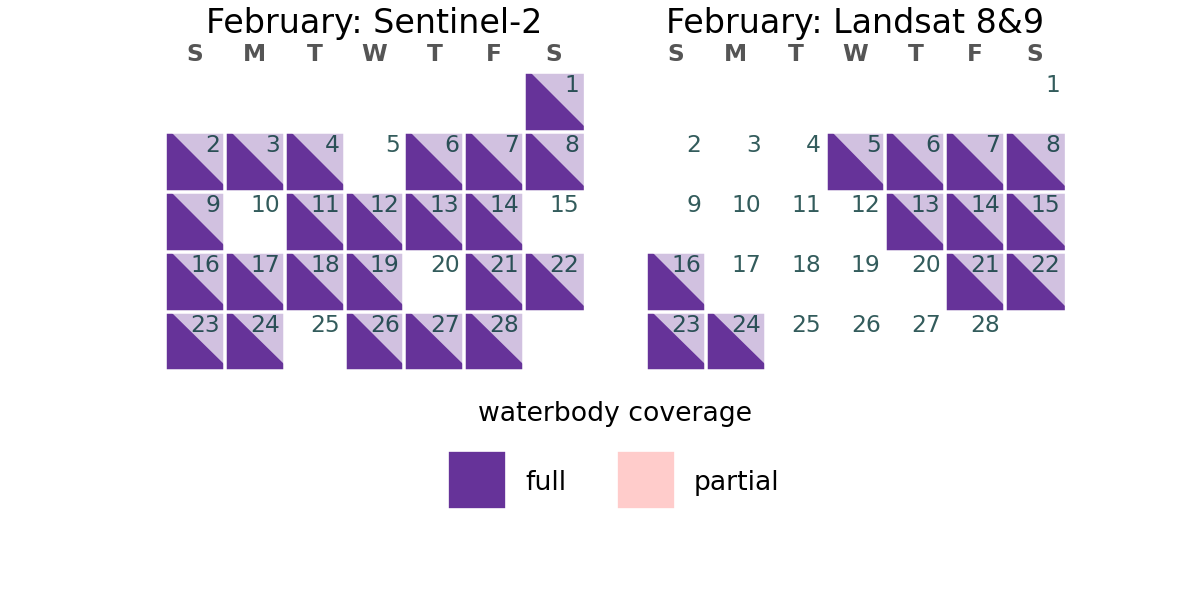 February: Sentinel-2
S M T W T F S
1
2 3 4 5 6 7 8
9 10 11 12 13 14 15
16 17 18 19 20 21 22
23 24 25 26 27 28
February: Landsat 8&9
S M T W T F S
1
2 3 4 5 6 7 8
9 10 11 12 13 14 15
16 17 18 19 20 21 22
23 24 25 26 27 28
waterbody coverage
full partial